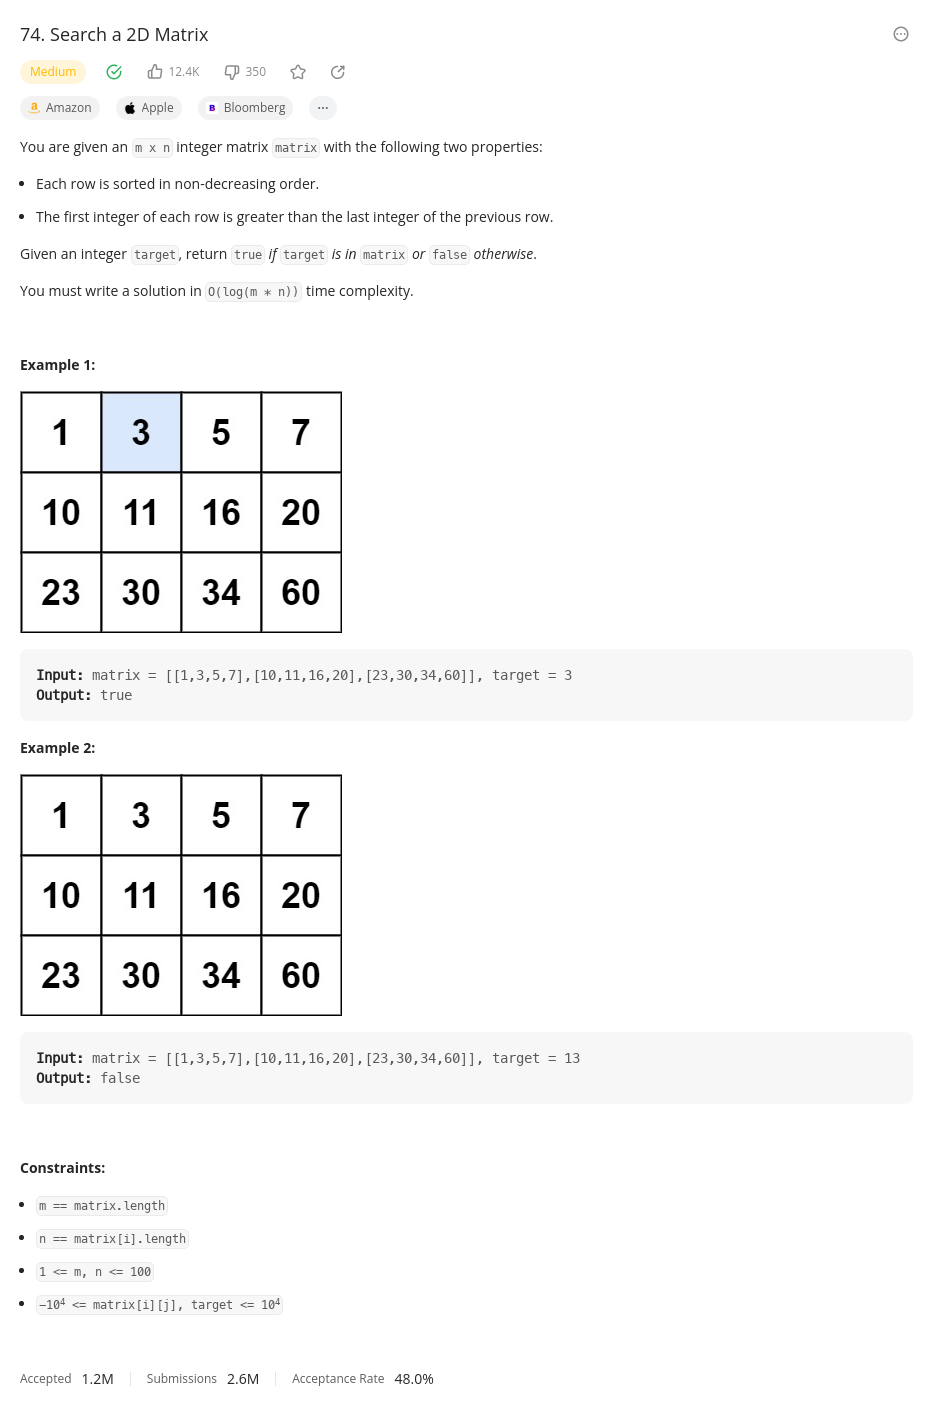 74. Search a 2D Matrix
Medium 12.4K 350
Amazon Apple Bloomberg ...
You are given an m x n integer matrix matrix with the following two properties:
• Each row is sorted in non-decreasing order.
• The first integer of each row is greater than the last integer of the previous row.
Given an integer target, return true if target is in matrix or false otherwise.
You must write a solution in O(log(m * n)) time complexity.
Example 1:
1 3 5 7
10 11 16 20
23 30 34 60
Input: matrix = [[1,3,5,7],[10,11,16,20],[23,30,34,60]], target = 3
Output: true
Example 2:
1 3 5 7
10 11 16 20
23 30 34 60
Input: matrix = [[1,3,5,7],[10,11,16,20],[23,30,34,60]], target = 13
Output: false
Constraints:
• m == matrix.length
• n == matrix[i].length
• 1 <= m, n <= 100
• −10⁴ <= matrix[i][j], target <= 10⁴
Accepted 1.2M Submissions 2.6M Acceptance Rate 48.0%